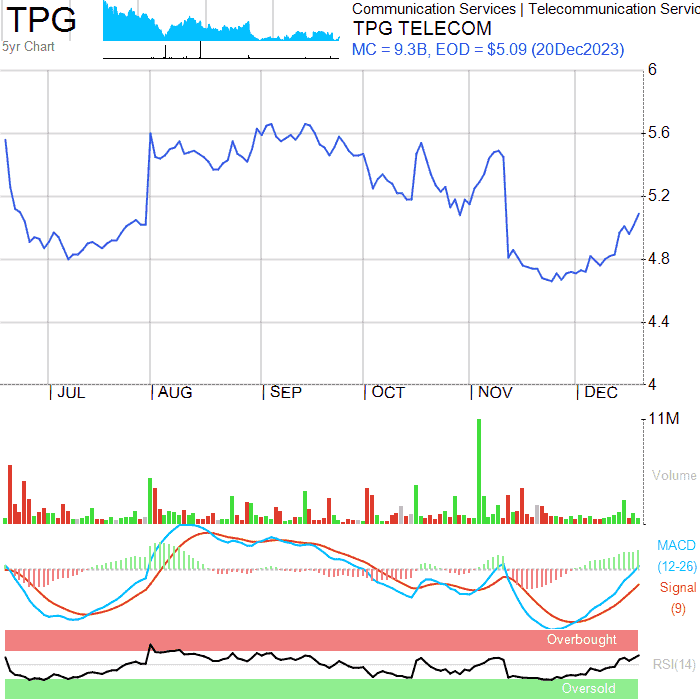 TPG
5yr Chart
Communication Services | Telecommunication Servic
TPG TELECOM
MC = 9.3B, EOD = $5.09 (20Dec2023)
6
5.6
5.2
4.8
4.4
4
JUL
AUG
SEP
OCT
NOV
DEC
11M
Volume
MACD
(12-26)
Signal
(9)
Overbought
RSI(14)
Oversold